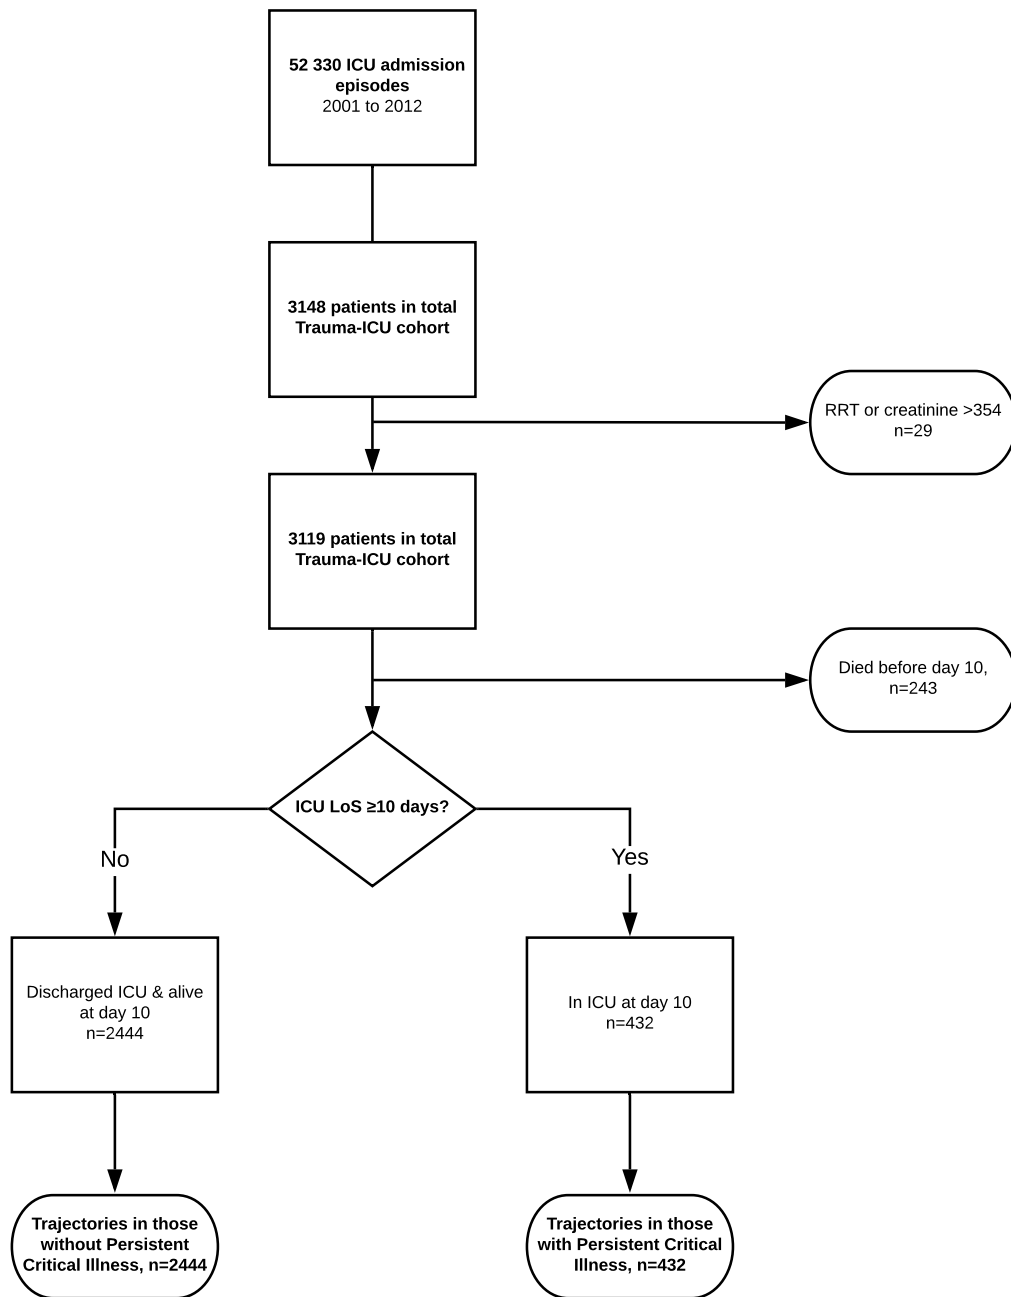 52 330 ICU admission
episodes
2001 to 2012
3148 patients in total
Trauma-ICU cohort
RRT or creatinine >354
n=29
3119 patients in total
Trauma-ICU cohort
Died before day 10,
n=243
ICU LoS ≥10 days?
No
Yes
Discharged ICU & alive
at day 10
n=2444
In ICU at day 10
n=432
Trajectories in those
without Persistent
Critical Illness, n=2444
Trajectories in those
with Persistent Critical
Illness, n=432